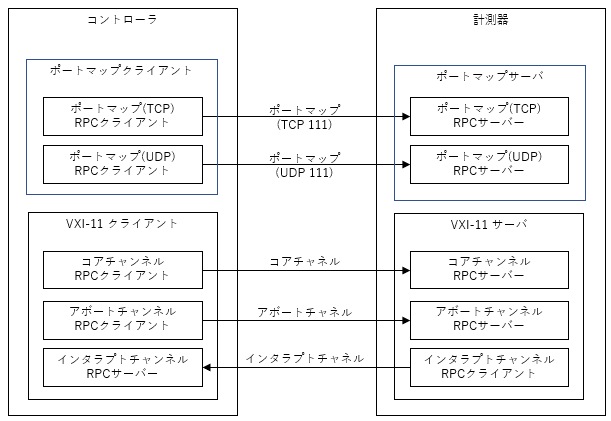 コントローラ
ポートマップクライアント
ポートマップ(TCP)
RPCクライアント
ポートマップ(UDP)
RPCクライアント
VXI-11 クライアント
コアチャンネル
RPCクライアント
アボートチャンネル
RPCクライアント
インタラプトチャンネル
RPCサーバー
ポートマップ
(TCP 111)
ポートマップ
(UDP 111)
コアチャネル
アボートチャネル
インタラプトチャンネル
計測器
ポートマップサーバ
ポートマップ(TCP)
RPCサーバー
ポートマップ(UDP)
RPCサーバー
VXI-11 サーバ
コアチャンネル
RPCサーバー
アボートチャンネル
RPCサーバー
インタラプトチャンネル
RPCクライアント